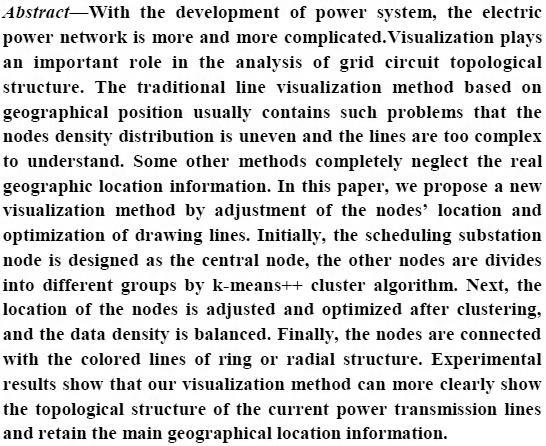 Abstract—With the development of power system, the electric
power network is more and more complicated.Visualization plays
an important role in the analysis of grid circuit topological
structure. The traditional line visualization method based on
geographical position usually contains such problems that the
nodes density distribution is uneven and the lines are too complex
to understand. Some other methods completely neglect the real
geographic location information. In this paper, we propose a new
visualization method by adjustment of the nodes’ location and
optimization of drawing lines. Initially, the scheduling substation
node is designed as the central node, the other nodes are divides
into different groups by k-means++ cluster algorithm. Next, the
location of the nodes is adjusted and optimized after clustering,
and the data density is balanced. Finally, the nodes are connected
with the colored lines of ring or radial structure. Experimental
results show that our visualization method can more clearly show
the topological structure of the current power transmission lines
and retain the main geographical location information.